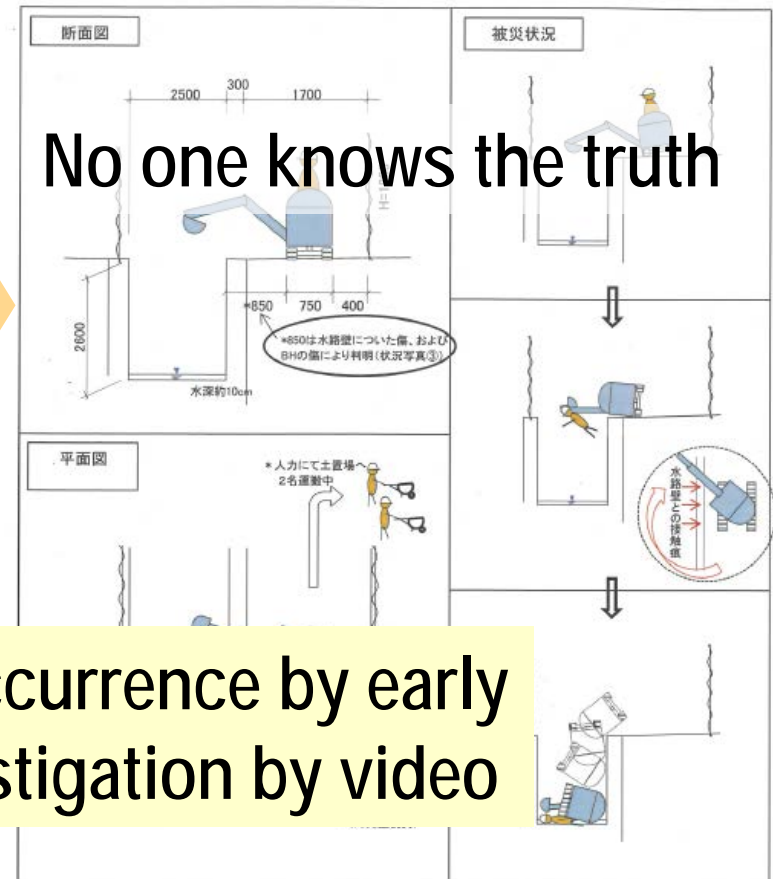 断面図
2500
300
1700
No one knows the truth
2600
*850
750
400
*850は水路壁についた傷、および
BHの傷により判明(状況写真③)
水深約10cm
平面図
*人力にて土置場へ
2名運搬中
被災状況
水路壁との接触痕
ccurrence by early
stigation by video